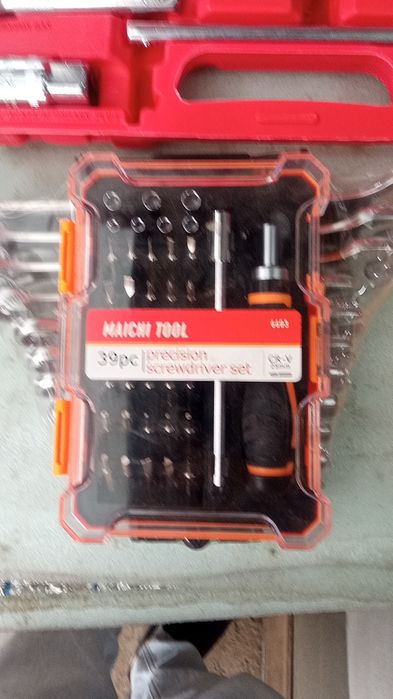 MAICHI TOOL
39pc precision
screwdriver set
CR-V